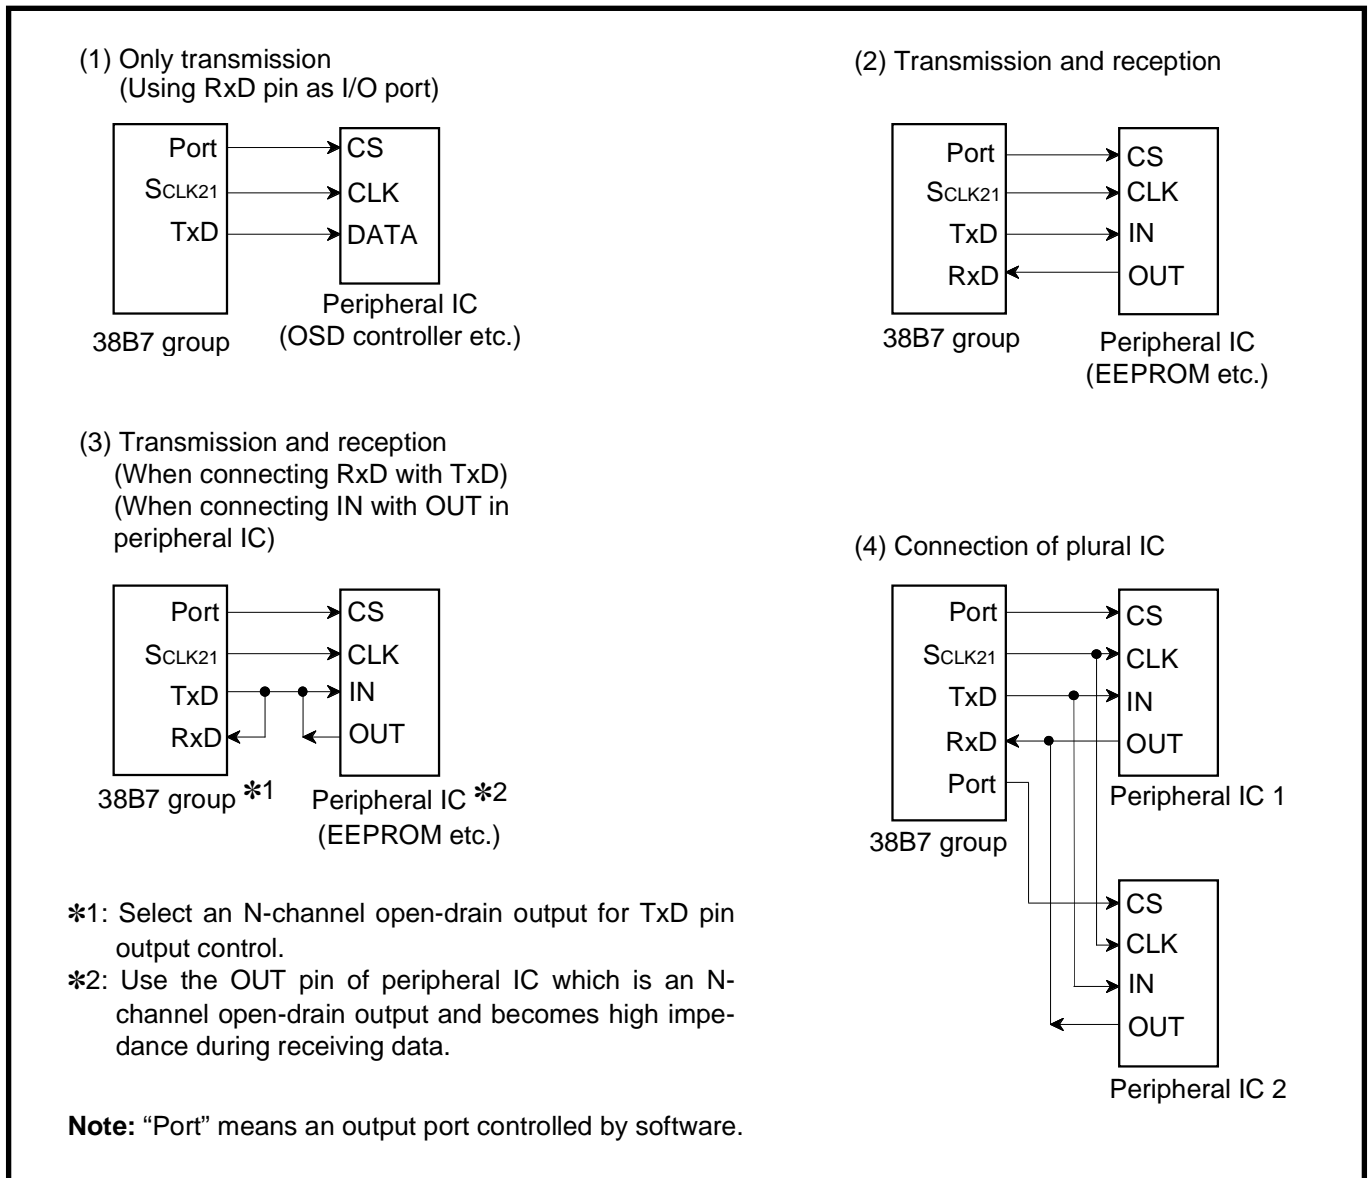 (1) Only transmission
(Using RxD pin as I/O port)
Port
SCLK21
TxD
CS
CLK
DATA
38B7 group
Peripheral IC
(OSD controller etc.)
(2) Transmission and reception
Port
SCLK21
TxD
RxD
CS
CLK
IN
OUT
38B7 group
Peripheral IC
(EEPROM etc.)
(3) Transmission and reception
(When connecting RxD with TxD)
(When connecting IN with OUT in
peripheral IC)
Port
SCLK21
TxD
RxD
CS
CLK
IN
OUT
38B7 group ✻1
Peripheral IC ✻2
(EEPROM etc.)
(4) Connection of plural IC
Port
SCLK21
TxD
RxD
Port
CS
CLK
IN
OUT
Peripheral IC 1
38B7 group
CS
CLK
IN
OUT
Peripheral IC 2
✻1: Select an N-channel open-drain output for TxD pin
output control.
✻2: Use the OUT pin of peripheral IC which is an N-
channel open-drain output and becomes high impe-
dance during receiving data.
Note: “Port” means an output port controlled by software.